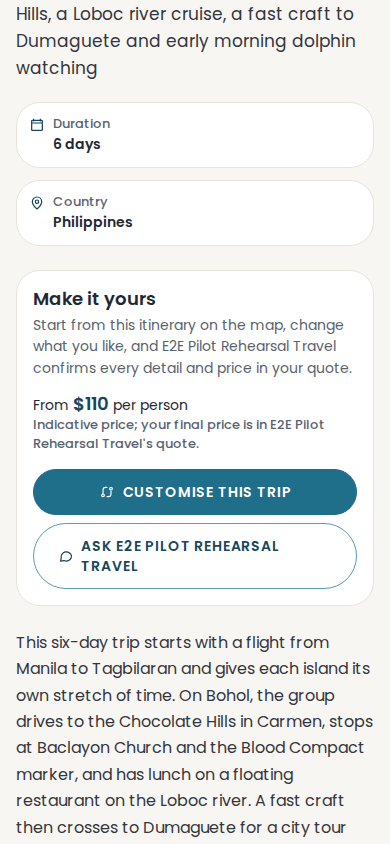 Hills, a Loboc river cruise, a fast craft to
Dumaguete and early morning dolphin
watching
Duration
6 days
Country
Philippines
Make it yours
Start from this itinerary on the map, change
what you like, and E2E Pilot Rehearsal Travel
confirms every detail and price in your quote.
From $110 per person
Indicative price; your final price is in E2E Pilot
Rehearsal Travel's quote.
CUSTOMISE THIS TRIP
ASK E2E PILOT REHEARSAL
TRAVEL
This six-day trip starts with a flight from
Manila to Tagbilaran and gives each island its
own stretch of time. On Bohol, the group
drives to the Chocolate Hills in Carmen, stops
at Baclayon Church and the Blood Compact
marker, and has lunch on a floating
restaurant on the Loboc river. A fast craft
then crosses to Dumaguete for a city tour